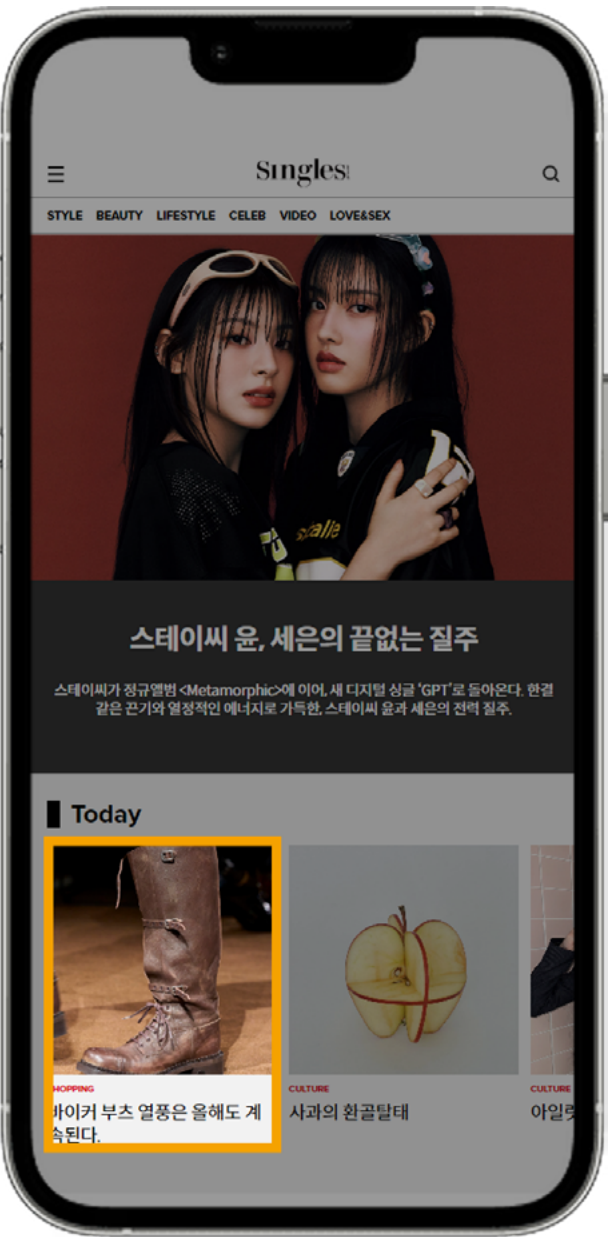 Singles
STYLE BEAUTY LIFESTYLE CELEB VIDEO LOVE&SEX
스테이씨 윤, 세은의 끝없는 질주
스테이씨가 정규앨범 <Metamorphic>에 이어, 새 디지털 싱글 ‘GPT’로 돌아온다. 한결
같은 끈기와 열정적인 에너지로 가득한, 스테이씨 윤과 세은의 전력 질주.
Today
HOPPING
바이커 부츠 열풍은 올해도 계
속된다.
CULTURE
사과의 환골탈태
CULTURE
아일릿